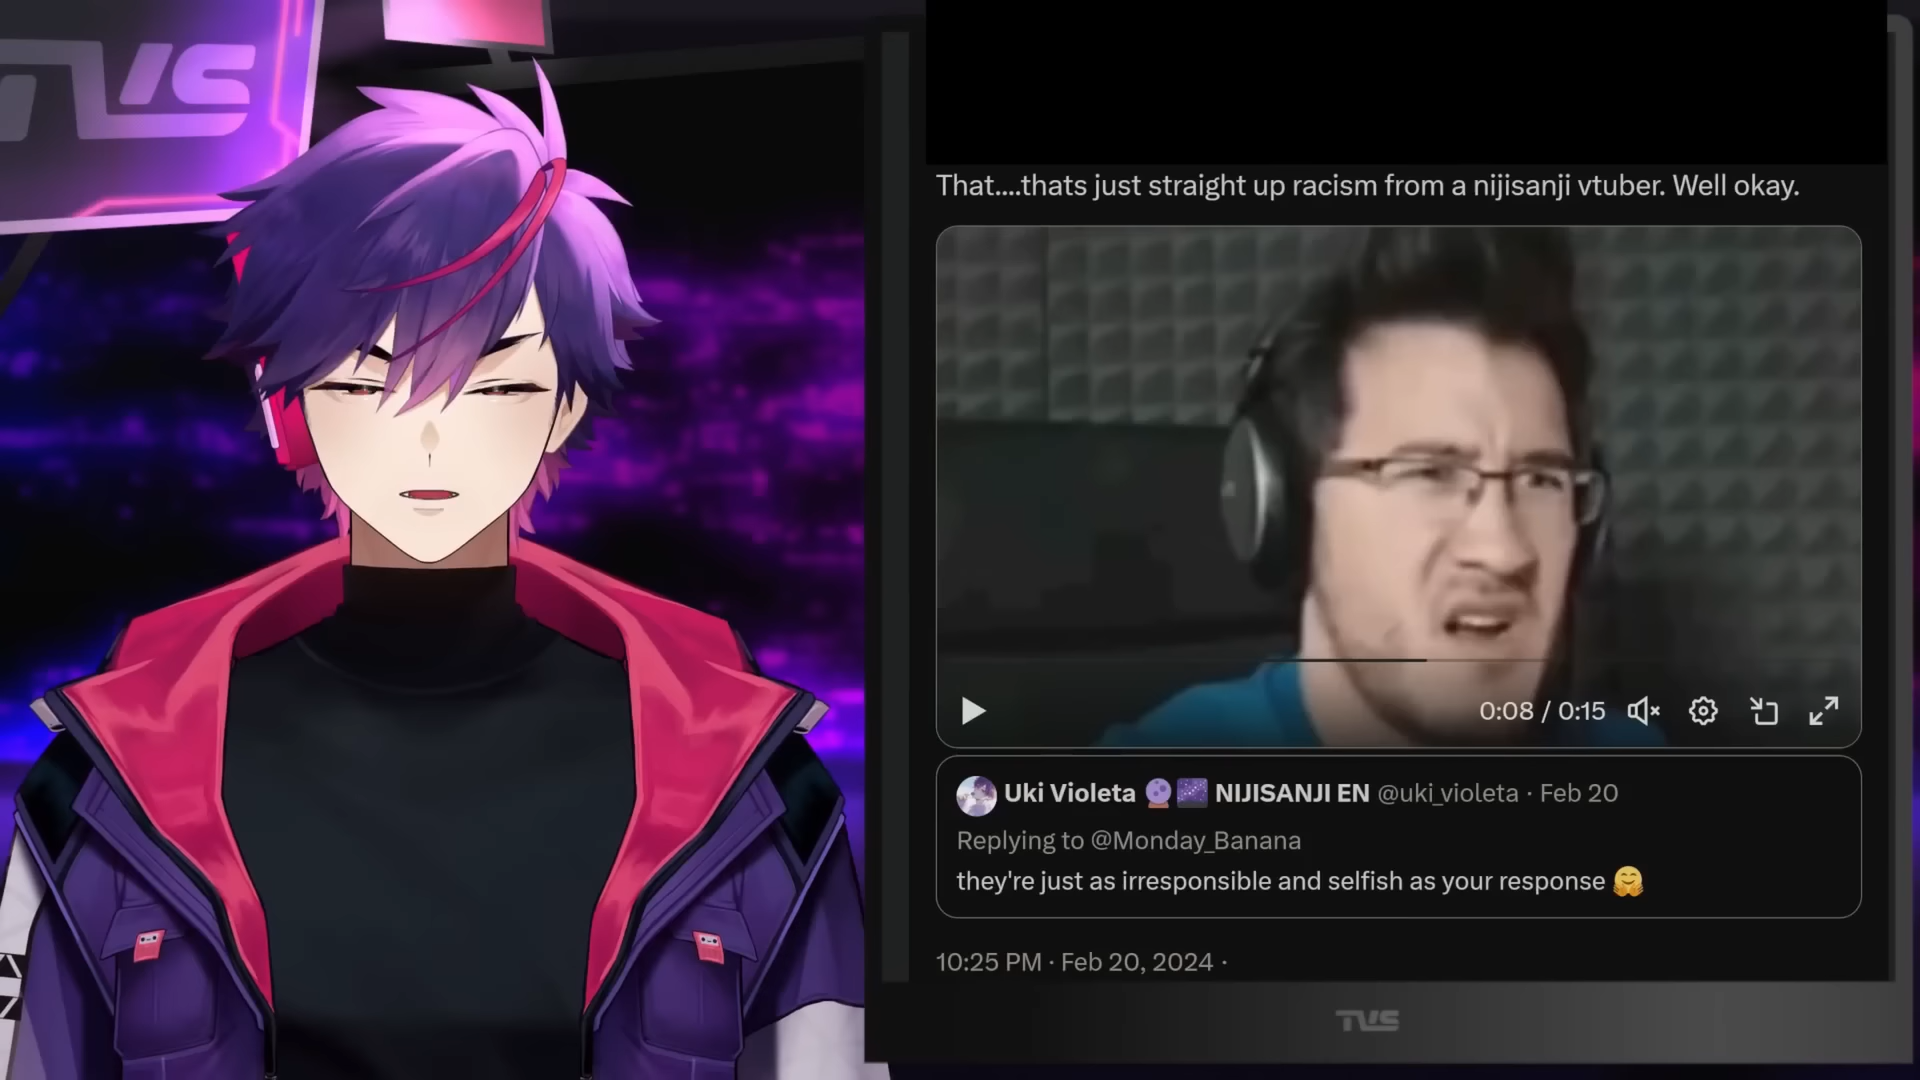 TVS
That....thats just straight up racism from a nijisanji vtuber. Well okay.
0:08 / 0:15
Uki Violeta 🔮🌌 NIJISANJI EN @uki_violeta · Feb 20
Replying to @Monday_Banana
they're just as irresponsible and selfish as your response 🤗
10:25 PM · Feb 20, 2024 ·
TVS